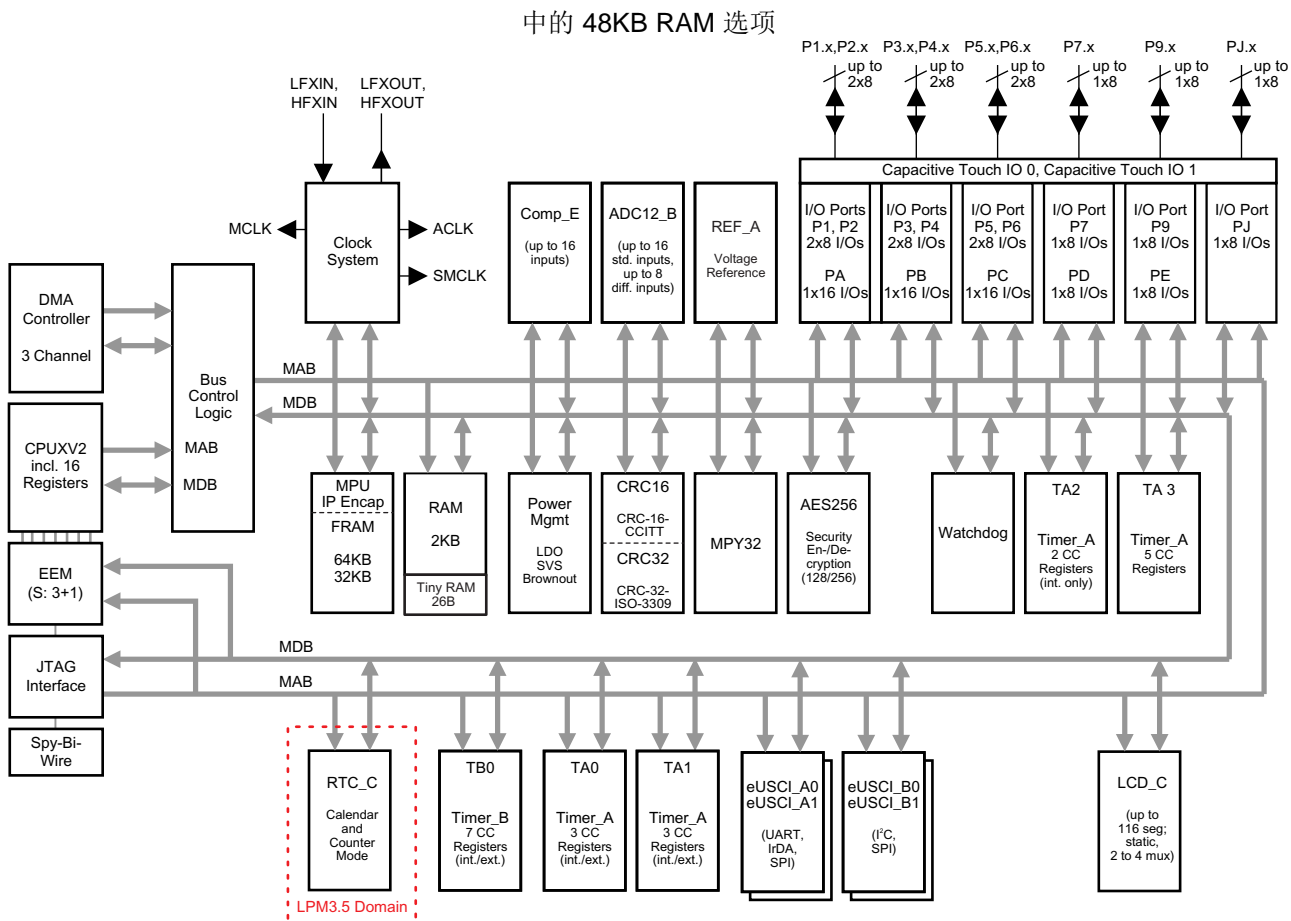 中的 48KB RAM 选项
P1.x,P2.x
P3.x,P4.x
P5.x,P6.x
P7.x
P9.x
PJ.x
up to
2x8
up to
2x8
up to
2x8
up to
1x8
up to
1x8
up to
1x8
LFXIN,
HFXIN
LFXOUT,
HFXOUT
Capacitive Touch IO 0, Capacitive Touch IO 1
MCLK
Clock
System
ACLK
SMCLK
Comp_E
(up to 16
inputs)
ADC12_B
(up to 16
std. inputs,
up to 8
diff. inputs)
REF_A
Voltage
Reference
I/O Ports
P1, P2
2x8 I/Os
PA
1x16 I/Os
I/O Ports
P3, P4
2x8 I/Os
PB
1x16 I/Os
I/O Port
P5, P6
2x8 I/Os
PC
1x16 I/Os
I/O Port
P7
1x8 I/Os
PD
1x8 I/Os
I/O Port
P9
1x8 I/Os
PE
1x8 I/Os
I/O Port
PJ
1x8 I/Os
DMA
Controller
3 Channel
Bus
Control
Logic
MAB
MDB
MAB
MDB
CPUXV2
incl. 16
Registers
MPU
IP Encap
FRAM
64KB
32KB
RAM
2KB
Tiny RAM
26B
Power
Mgmt
LDO
SVS
Brownout
CRC16
CRC-16-
CCITT
CRC32
CRC-32-
ISO-3309
MPY32
AES256
Security
En-/De-
cryption
(128/256)
Watchdog
TA2
Timer_A
2 CC
Registers
(int. only)
TA 3
Timer_A
5 CC
Registers
EEM
(S: 3+1)
JTAG
Interface
Spy-Bi-
Wire
MDB
MAB
RTC_C
Calendar
and
Counter
Mode
LPM3.5 Domain
TB0
Timer_B
7 CC
Registers
(int./ext.)
TA0
Timer_A
3 CC
Registers
(int./ext.)
TA1
Timer_A
3 CC
Registers
(int./ext.)
eUSCI_A0
eUSCI_A1
(UART,
IrDA,
SPI)
eUSCI_B0
eUSCI_B1
(I²C,
SPI)
LCD_C
(up to
116 seg;
static,
2 to 4 mux)